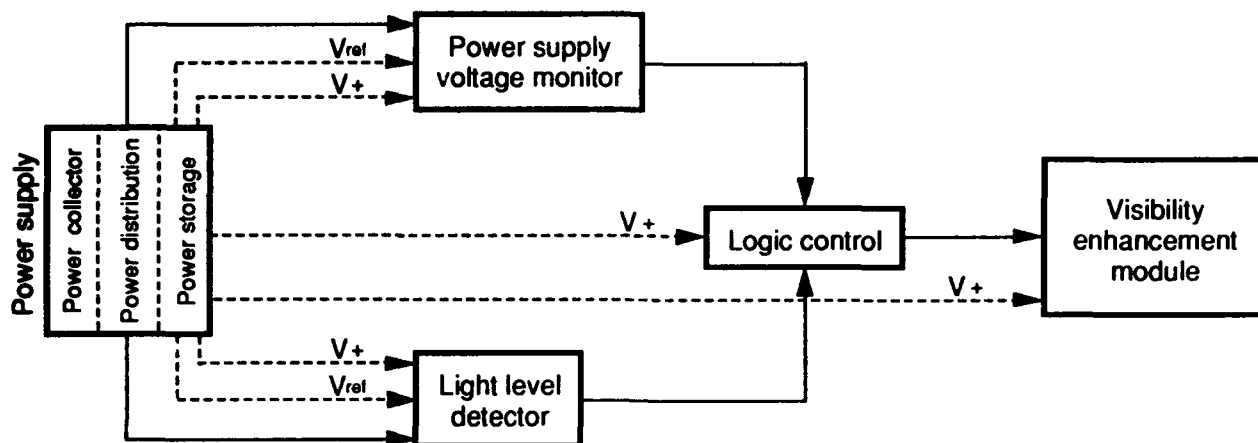 Power supply
Power collector
Power distribution
Power storage
Vref
V+
Power supply
voltage monitor
V+
Logic control
V+
Visibility
enhancement
module
V+
Vref
Light level
detector